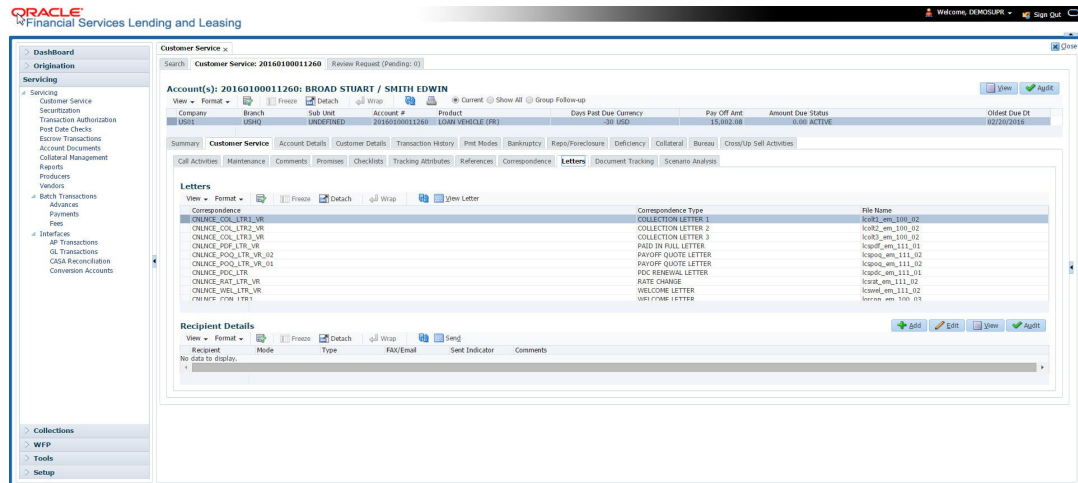 ORACLE
Financial Services Lending and Leasing
Welcome, DEMOSUPR Sign Out
Close
DashBoard
Origination
Servicing
Servicing
Customer Service
Securitization
Transaction Authorization
Post Date Checks
Escrow Transactions
Account Documents
Collateral Management
Reports
Producers
Vendors
Batch Transactions
Advances
Payments
Fees
Interfaces
AP Transactions
GL Transactions
CASA Reconciliation
Conversion Accounts
Collections
WFP
Tools
Setup
Customer Service x
Search Customer Service: 20160100011260 Review Request (Pending: 0)
Account(s): 20160100011260: BROAD STUART / SMITH EDWIN
View Audit
View Format Freeze Detach Wrap Current Show All Group Follow-up
Company Branch Sub Unit Account # Product Days Past Due Currency Pay Off Amt Amount Due Status Oldest Due Dt
US01 USHQ UNDEFINED 20160100011260 LOAN VEHICLE (FR) -30 USD 15,002.08 0.00 ACTIVE 02/20/2016
Summary Customer Service Account Details Customer Details Transaction History Pmt Modes Bankruptcy Repo/Foreclosure Deficiency Collateral Bureau Cross/Up Sell Activities
Call Activities Maintenance Comments Promises Checklists Tracking Attributes References Correspondence Letters Document Tracking Scenario Analysis
Letters
View Format Freeze Detach Wrap View Letter
Correspondence Correspondence Type File Name
CNLNCE_COL_LTR1_VR COLLECTION LETTER 1 lcolt1_em_100_02
CNLNCE_COL_LTR2_VR COLLECTION LETTER 2 lcolt2_em_100_02
CNLNCE_COL_LTR3_VR COLLECTION LETTER 3 lcolt3_em_100_02
CNLNCE_PDF_LTR_VR PAID IN FULL LETTER lcspdf_em_111_01
CNLNCE_POQ_LTR_VR_02 PAYOFF QUOTE LETTER lcspoq_em_111_02
CNLNCE_POQ_LTR_VR_01 PAYOFF QUOTE LETTER lcspoq_em_111_02
CNLNCE_PDC_LTR PDC RENEWAL LETTER lcspdc_em_111_01
CNLNCE_RAT_LTR_VR RATE CHANGE lcsrat_em_111_02
CNLNCE_WEL_LTR_VR WELCOME LETTER lcswel_em_111_02
CNLNCE_CON_LTR1 WELCOME LETTER lorcon_em_100_03
Recipient Details
Add Edit View Audit
View Format Freeze Detach Wrap Send
Recipient Mode Type FAX/Email Sent Indicator Comments
No data to display.